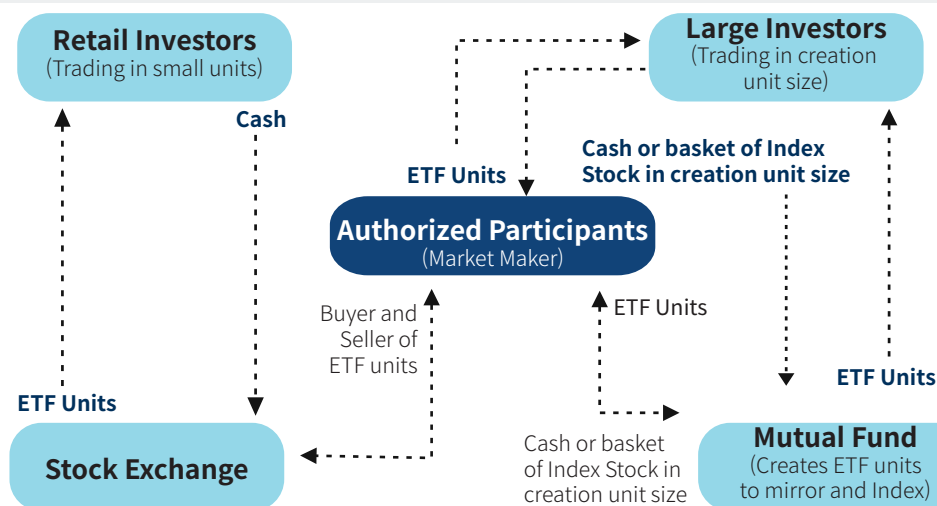 Retail Investors
(Trading in small units)
Large Investors
(Trading in creation
unit size)
Cash
ETF Units
Cash or basket of Index
Stock in creation unit size
Authorized Participants
(Market Maker)
Buyer and
Seller of
ETF units
ETF Units
ETF Units
ETF Units
Stock Exchange
Cash or basket
of Index Stock in
creation unit size
Mutual Fund
(Creates ETF units
to mirror and Index)